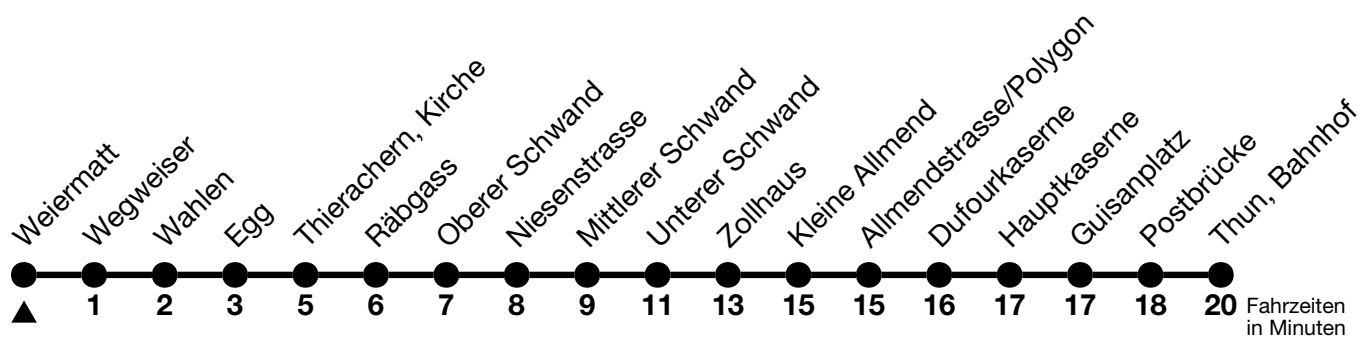 Weiermatt
Wegweiser
Wahlen
Egg
Thierachern, Kirche
Räbgass
Oberer Schwand
Niesenstrasse
Mittlerer Schwand
Unterer Schwand
Zollhaus
Kleine Allmend
Allmendstrasse/Polygon
Dufourkaserne
Hauptkaserne
Guisanplatz
Postbrücke
Thun, Bahnhof
1 2 3 5 6 7 8 9 11 13 15 15 16 17 17 18 20
Fahrzeiten
in Minuten